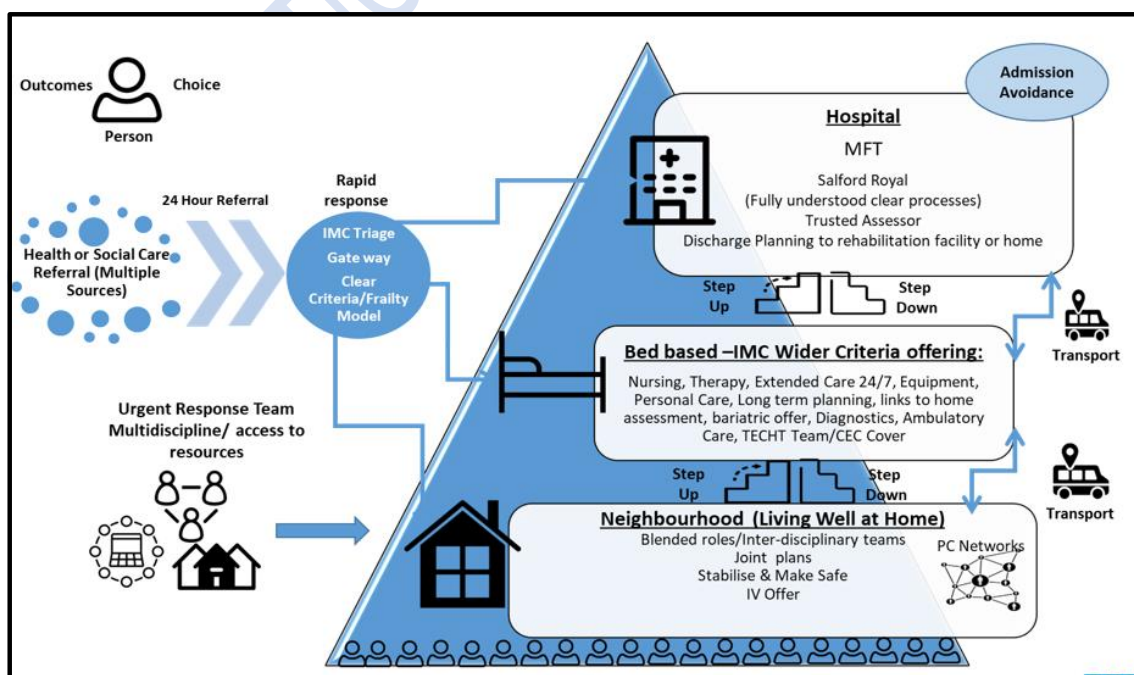 Outcomes
Choice
Person
24 Hour Referral
Health or Social Care
Referral (Multiple
Sources)
Rapid
response
IMC Triage
Gate way
Clear
Criteria/Frailty
Model
Urgent Response Team
Multidiscipline/ access to
resources
Admission
Avoidance
Hospital
MFT
Salford Royal
(Fully understood clear processes)
Trusted Assessor
Discharge Planning to rehabilitation facility or home
Step
Up
Step
Down
Transport
Bed based –IMC Wider Criteria offering:
Nursing, Therapy, Extended Care 24/7, Equipment,
Personal Care, Long term planning, links to home
assessment, bariatric offer, Diagnostics, Ambulatory
Care, TECHT Team/CEC Cover
Step
Up
Step
Down
Transport
Neighbourhood (Living Well at Home)
Blended roles/Inter-disciplinary teams
Joint plans
Stabilise & Make Safe
IV Offer
PC Networks